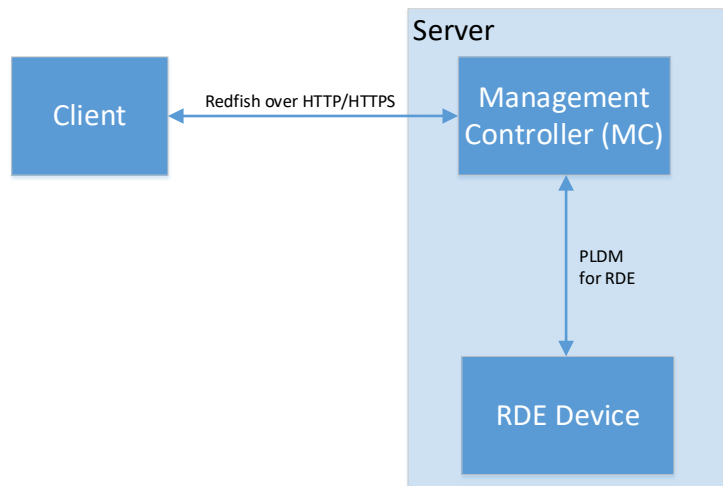 Server
Client
Redfish over HTTP/HTTPS
Management
Controller (MC)
PLDM
for RDE
RDE Device